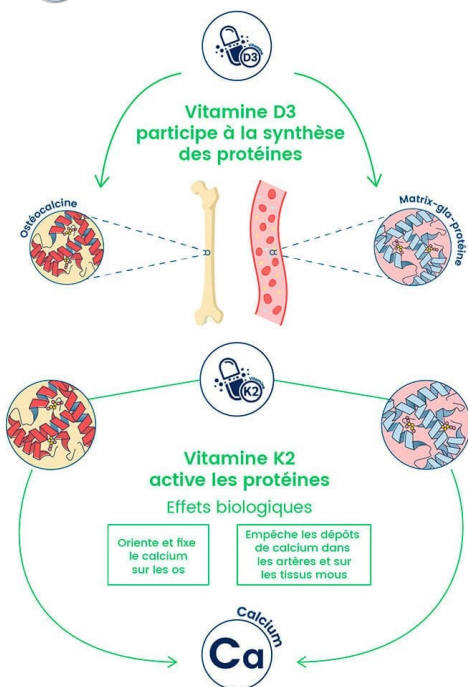 D3
Vitamine D3
participe à la synthèse
des protéines
Ostéocalcine
Matrix-gla-protéine
K2
Vitamine K2
active les protéines
Effets biologiques
Oriente et fixe
le calcium
sur les os
Empêche les dépôts
de calcium dans
les artères et sur
les tissus mous
Calcium
Ca